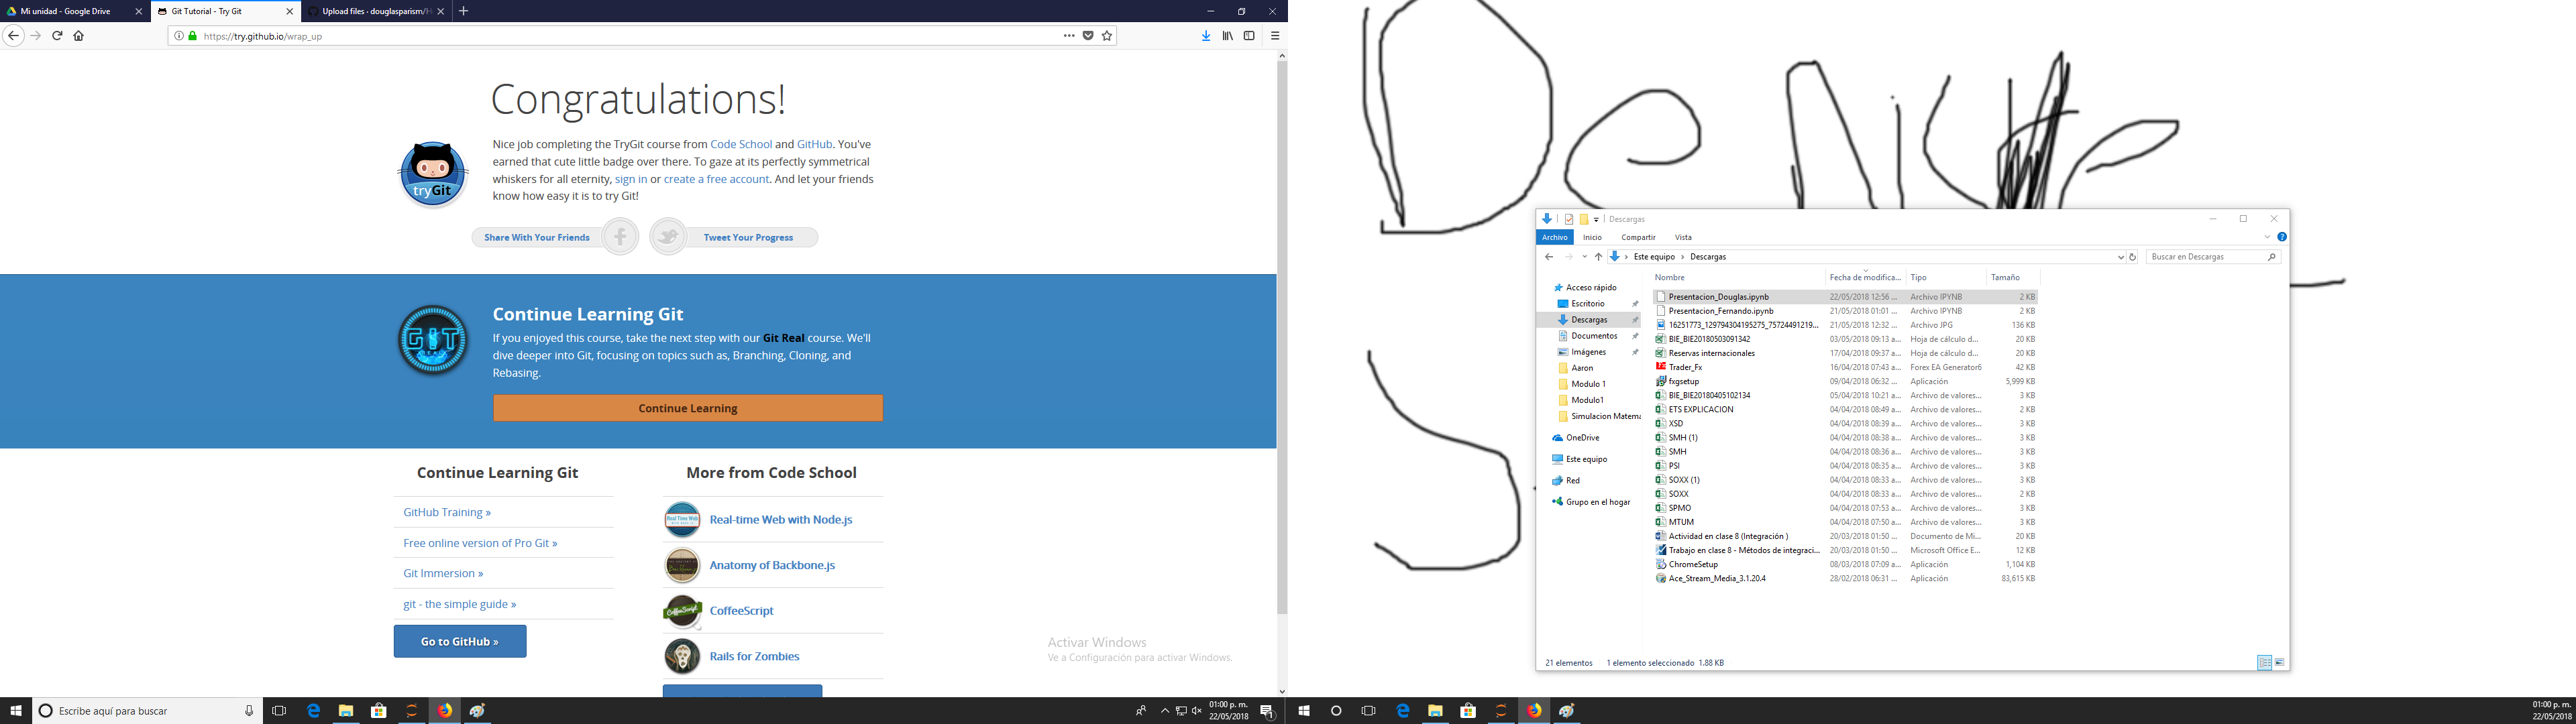 Mi unidad - Google Drive
Git Tutorial - Try Git
Upload files · douglasparism/H
https://try.github.io/wrap_up
Congratulations!
Nice job completing the TryGit course from Code School and GitHub. You've
earned that cute little badge over there. To gaze at its perfectly symmetrical
whiskers for all eternity, sign in or create a free account. And let your friends
know how easy it is to try Git!
tryGit
Share With Your Friends
Tweet Your Progress
GIT
Continue Learning Git
If you enjoyed this course, take the next step with our Git Real course. We'll
dive deeper into Git, focusing on topics such as, Branching, Cloning, and
Rebasing.
Continue Learning
Continue Learning Git
GitHub Training »
Free online version of Pro Git »
Git Immersion »
git - the simple guide »
Go to GitHub »
More from Code School
Real-time Web with Node.js
Anatomy of Backbone.js
CoffeeScript
Rails for Zombies
Activar Windows
Ve a Configuración para activar Windows.
Escribe aquí para buscar
01:00 p. m.
22/05/2018
Descargas
Archivo Inicio Compartir Vista
Este equipo > Descargas
Buscar en Descargas
Nombre Fecha de modifica... Tipo Tamaño
Acceso rápido
Escritorio
Descargas
Documentos
Imágenes
Aaron
Modulo 1
Modulo1
Simulacion Matema
OneDrive
Este equipo
Red
Grupo en el hogar
Presentacion_Douglas.ipynb 22/05/2018 12:56 ... Archivo IPYNB 2 KB
Presentacion_Fernando.ipynb 21/05/2018 01:01 ... Archivo IPYNB 2 KB
16251773_129794304195275_75724491219... 21/05/2018 12:32 ... Archivo JPG 136 KB
BIE_BIE20180503091342 03/05/2018 09:13 a... Hoja de cálculo d... 20 KB
Reservas internacionales 17/04/2018 09:37 a... Hoja de cálculo d... 20 KB
Trader_Fx 16/04/2018 07:43 a... Forex EA Generator6 42 KB
fxgsetup 09/04/2018 06:32 ... Aplicación 5,999 KB
BIE_BIE20180405102134 05/04/2018 10:21 a... Archivo de valores... 3 KB
ETS EXPLICACION 04/04/2018 08:49 a... Archivo de valores... 2 KB
XSD 04/04/2018 08:39 a... Archivo de valores... 3 KB
SMH (1) 04/04/2018 08:38 a... Archivo de valores... 3 KB
SMH 04/04/2018 08:36 a... Archivo de valores... 3 KB
PSI 04/04/2018 08:35 a... Archivo de valores... 3 KB
SOXX (1) 04/04/2018 08:33 a... Archivo de valores... 3 KB
SOXX 04/04/2018 08:33 a... Archivo de valores... 2 KB
SPMO 04/04/2018 07:53 a... Archivo de valores... 3 KB
MTUM 04/04/2018 07:50 a... Archivo de valores... 3 KB
Actividad en clase 8 (Integración ) 20/03/2018 01:50 ... Documento de Mi... 20 KB
Trabajo en clase 8 - Métodos de integraci... 20/03/2018 01:50 ... Microsoft Office E... 12 KB
ChromeSetup 08/03/2018 07:09 a... Aplicación 1,104 KB
Ace_Stream_Media_3.1.20.4 28/02/2018 06:31 ... Aplicación 83,615 KB
21 elementos 1 elemento seleccionado 1.88 KB
01:00 p. m.
22/05/2018